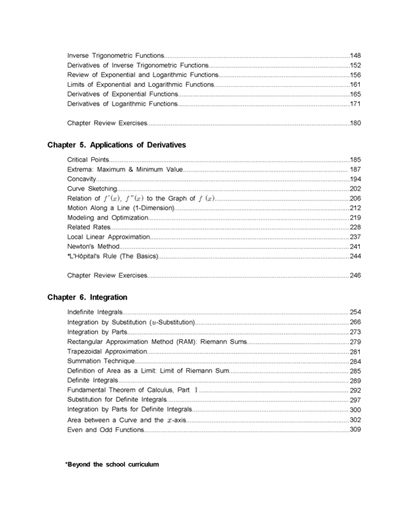 Inverse Trigonometric Functions....................148
Derivatives of Inverse Trigonometric Functions....................152
Review of Exponential and Logarithmic Functions....................156
Limits of Exponential and Logarithmic Functions....................161
Derivatives of Exponential Functions....................165
Derivatives of Logarithmic Functions....................171
Chapter Review Exercises....................180
Chapter 5. Applications of Derivatives
Critical Points....................185
Extrema: Maximum & Minimum Value.................... 187
Concavity....................194
Curve Sketching....................202
Relation of f′(x), f″(x) to the Graph of f (x)....................206
Motion Along a Line (1-Dimension)....................212
Modeling and Optimization....................219
Related Rates....................228
Local Linear Approximation....................237
Newton's Method....................241
*L'Hôpital's Rule (The Basics)....................244
Chapter Review Exercises....................246
Chapter 6. Integration
Indefinite Integrals....................254
Integration by Substitution (u-Substitution)....................266
Integration by Parts....................273
Rectangular Approximation Method (RAM): Riemann Sums....................279
Trapezoidal Approximation....................281
Summation Technique....................284
Definition of Area as a Limit: Limit of Riemann Sum....................285
Definite Integrals....................289
Fundamental Theorem of Calculus, Part Ⅰ....................292
Substitution for Definite Integrals....................297
Integration by Parts for Definite Integrals....................300
Area between a Curve and the x-axis....................302
Even and Odd Functions....................309
*Beyond the school curriculum